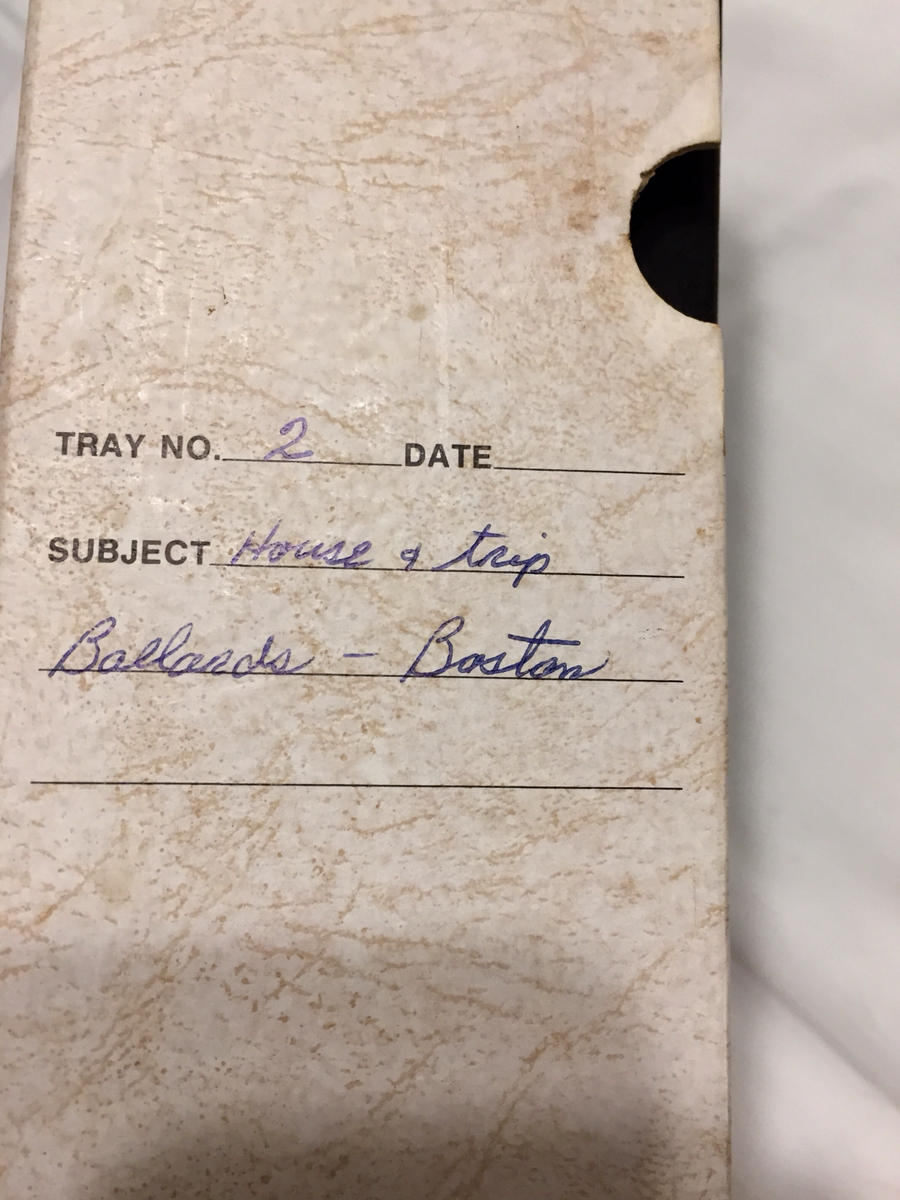 TRAY NO. 2 DATE
SUBJECT House & trip
Ballards - Boston